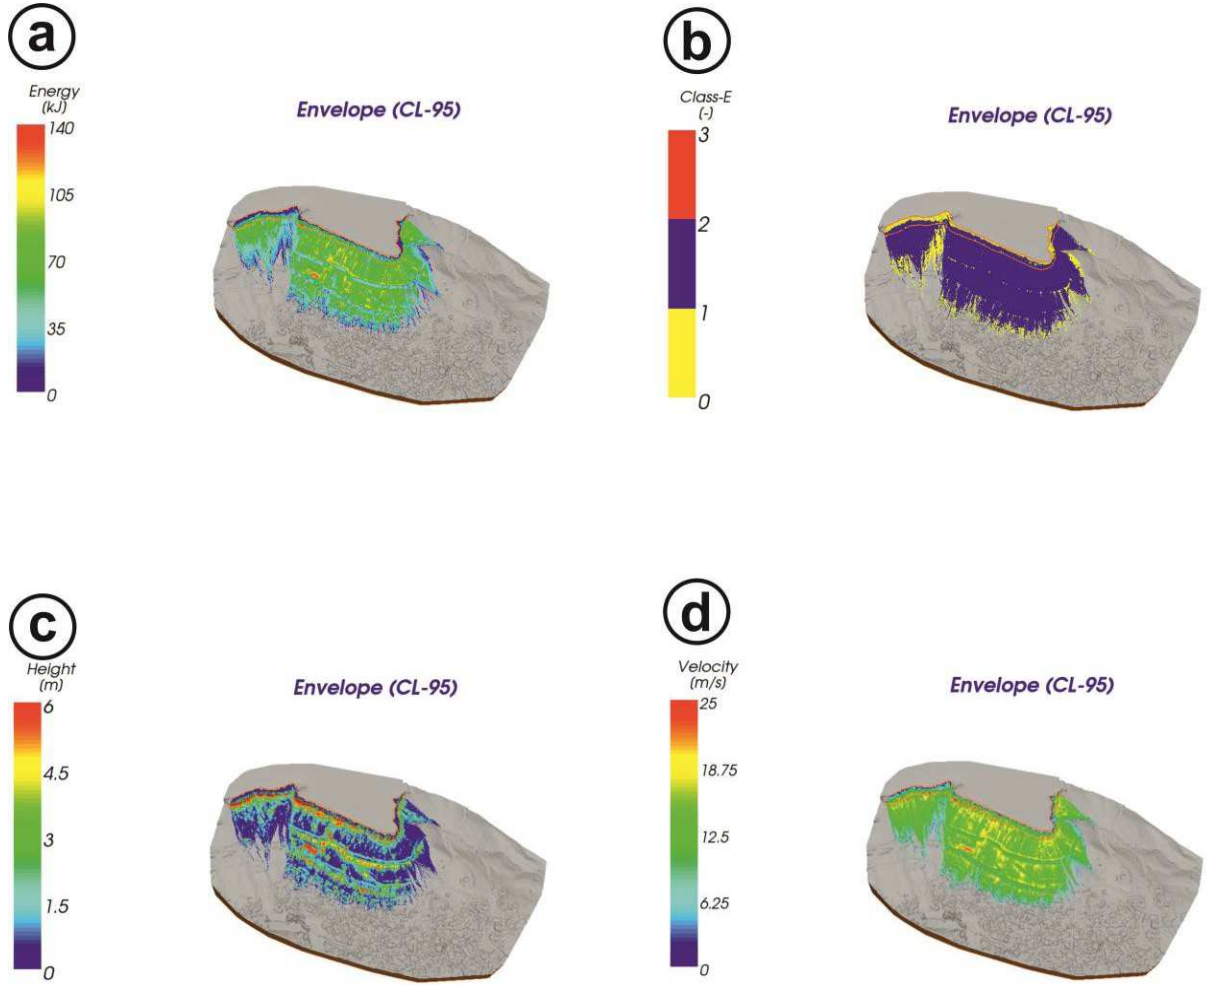 a
Energy
(kJ)
140
105
70
35
0
Envelope (CL-95)
b
Class-E
(-)
3
2
1
0
Envelope (CL-95)
c
Height
(m)
6
4.5
3
1.5
0
Envelope (CL-95)
d
Velocity
(m/s)
25
18.75
12.5
6.25
0
Envelope (CL-95)